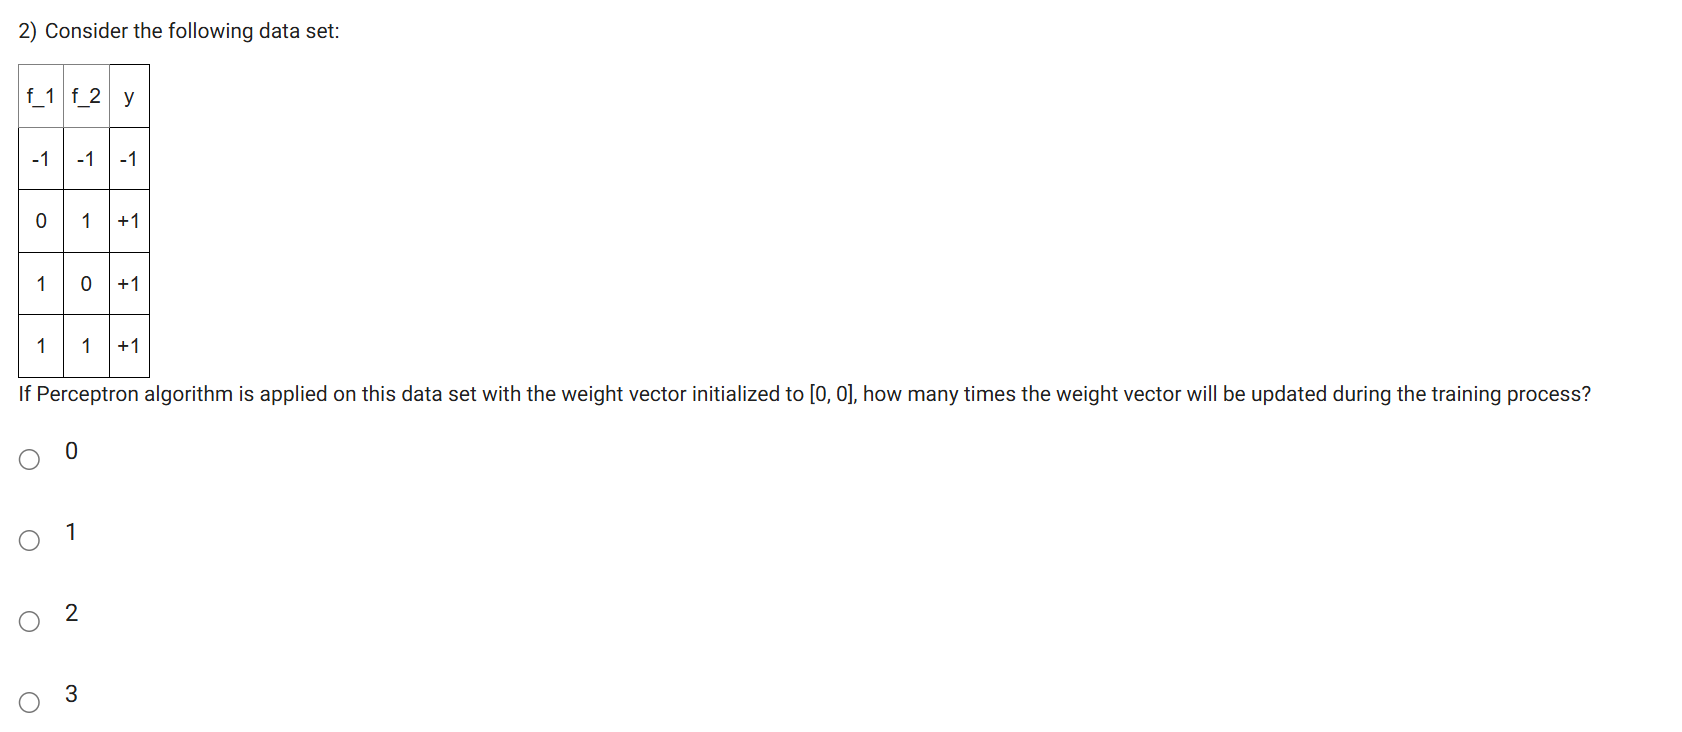 2) Consider the following data set:
f_1 f_2 y
-1 -1 -1
0 1 +1
1 0 +1
1 1 +1
If Perceptron algorithm is applied on this data set with the weight vector initialized to [0, 0], how many times the weight vector will be updated during the training process?
0
1
2
3